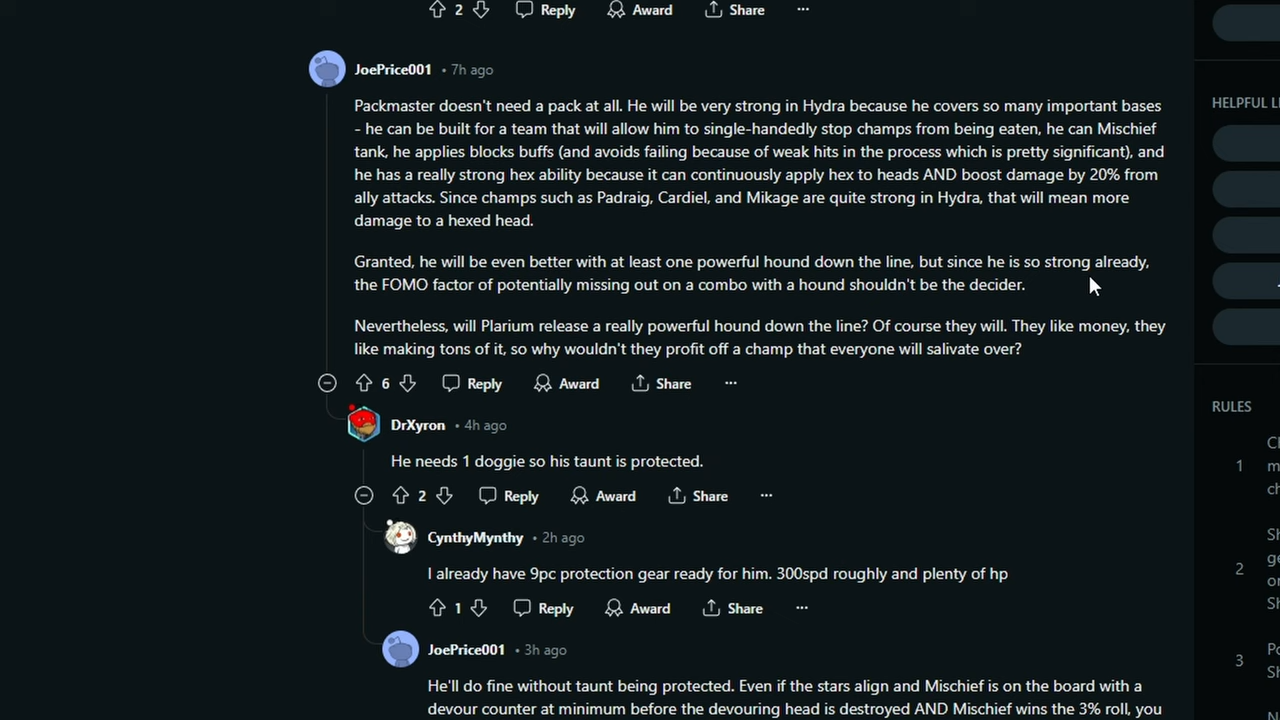 2 Reply Award Share ...
JoePrice001 • 7h ago
HELPFUL
Packmaster doesn't need a pack at all. He will be very strong in Hydra because he covers so many important bases
- he can be built for a team that will allow him to single-handedly stop champs from being eaten, he can Mischief
tank, he applies blocks buffs (and avoids failing because of weak hits in the process which is pretty significant), and
he has a really strong hex ability because it can continuously apply hex to heads AND boost damage by 20% from
ally attacks. Since champs such as Padraig, Cardiel, and Mikage are quite strong in Hydra, that will mean more
damage to a hexed head.
Granted, he will be even better with at least one powerful hound down the line, but since he is so strong already,
the FOMO factor of potentially missing out on a combo with a hound shouldn't be the decider.
Nevertheless, will Plarium release a really powerful hound down the line? Of course they will. They like money, they
like making tons of it, so why wouldn't they profit off a champ that everyone will salivate over?
6 Reply Award Share ...
RULES
DrXyron • 4h ago
1
He needs 1 doggie so his taunt is protected.
2 Reply Award Share ...
CynthyMynthy • 2h ago
2
I already have 9pc protection gear ready for him. 300spd roughly and plenty of hp
1 Reply Award Share ...
JoePrice001 • 3h ago
3
He'll do fine without taunt being protected. Even if the stars align and Mischief is on the board with a
devour counter at minimum before the devouring head is destroyed AND Mischief wins the 3% roll, you